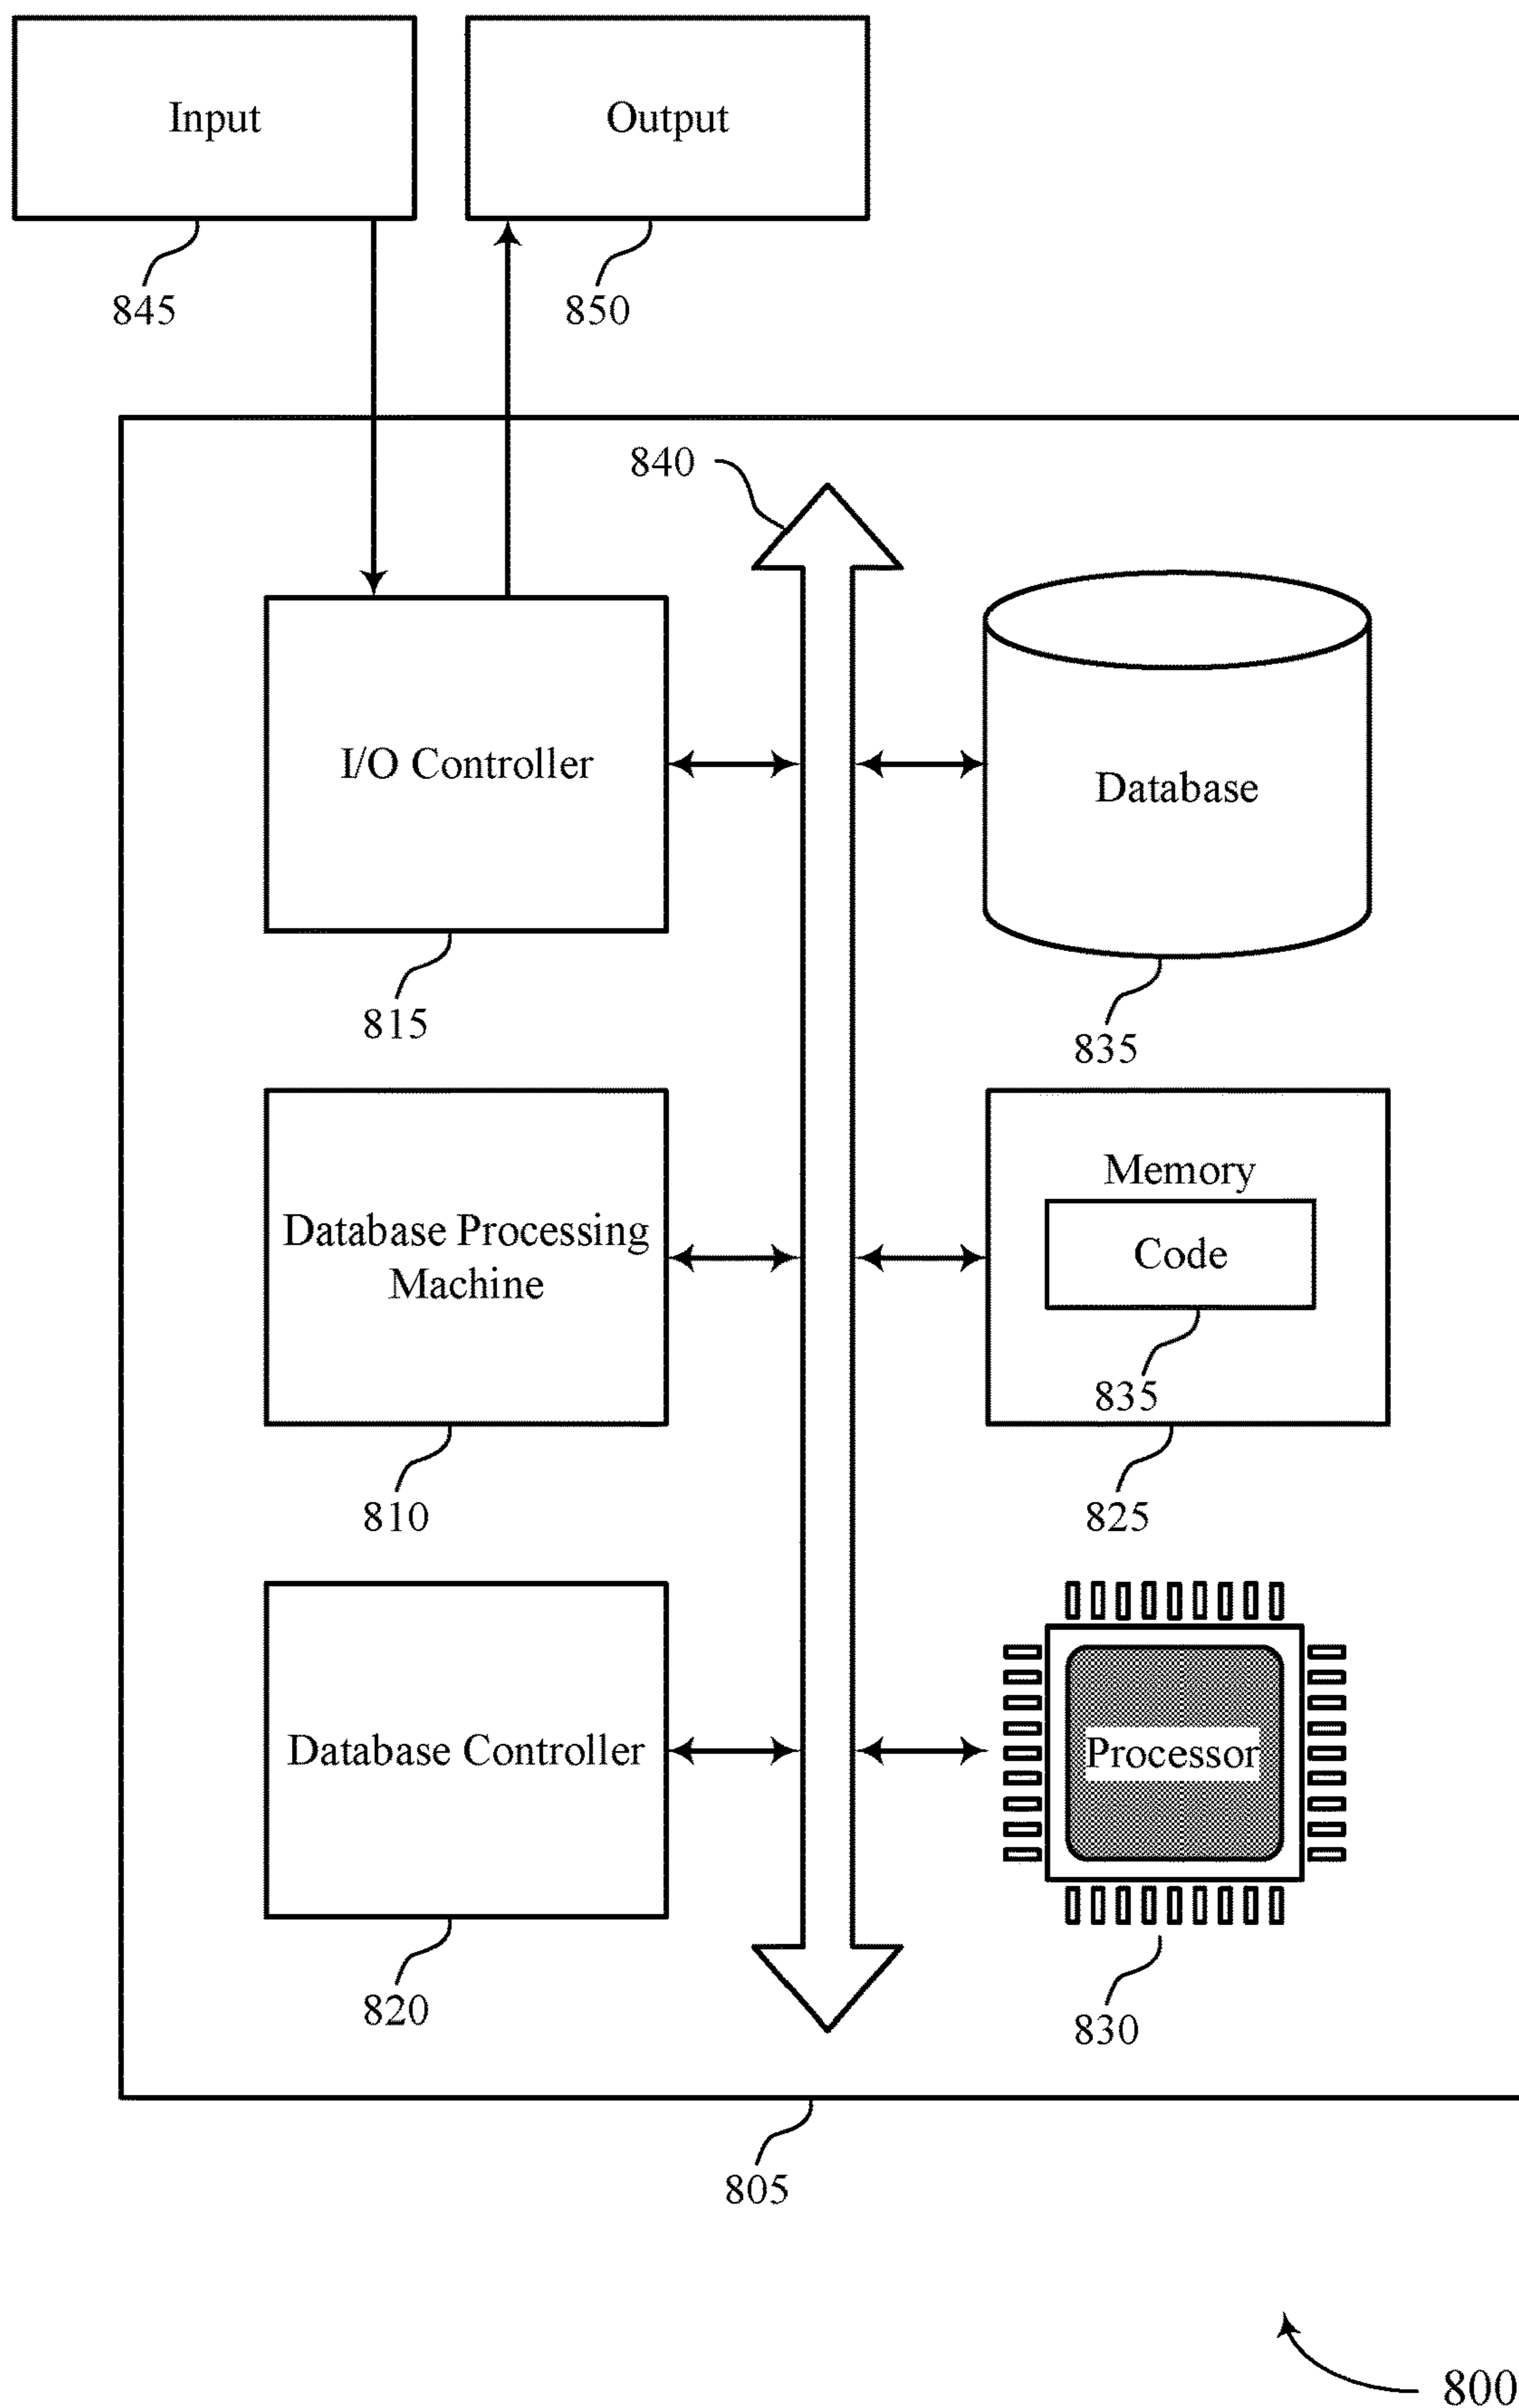 Input
Output
845
850
840
I/O Controller
Database
815
835
Memory
Database Processing
Machine
Code
835
810
825
Database Controller
Processor
820
830
805
800